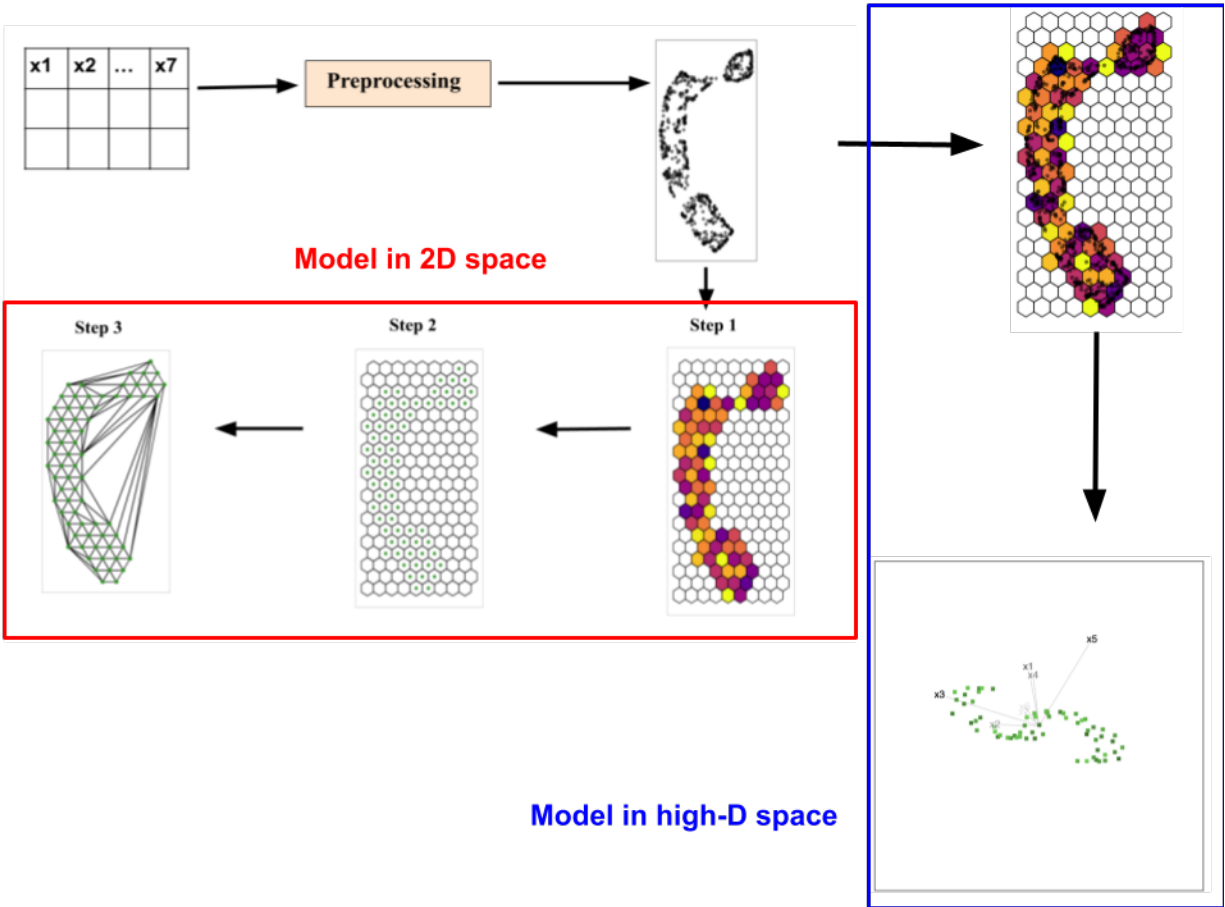 x1 x2 ... x7
Preprocessing
Model in 2D space
Step 3 Step 2 Step 1
x5
x1
x4
x3
x2
Model in high-D space